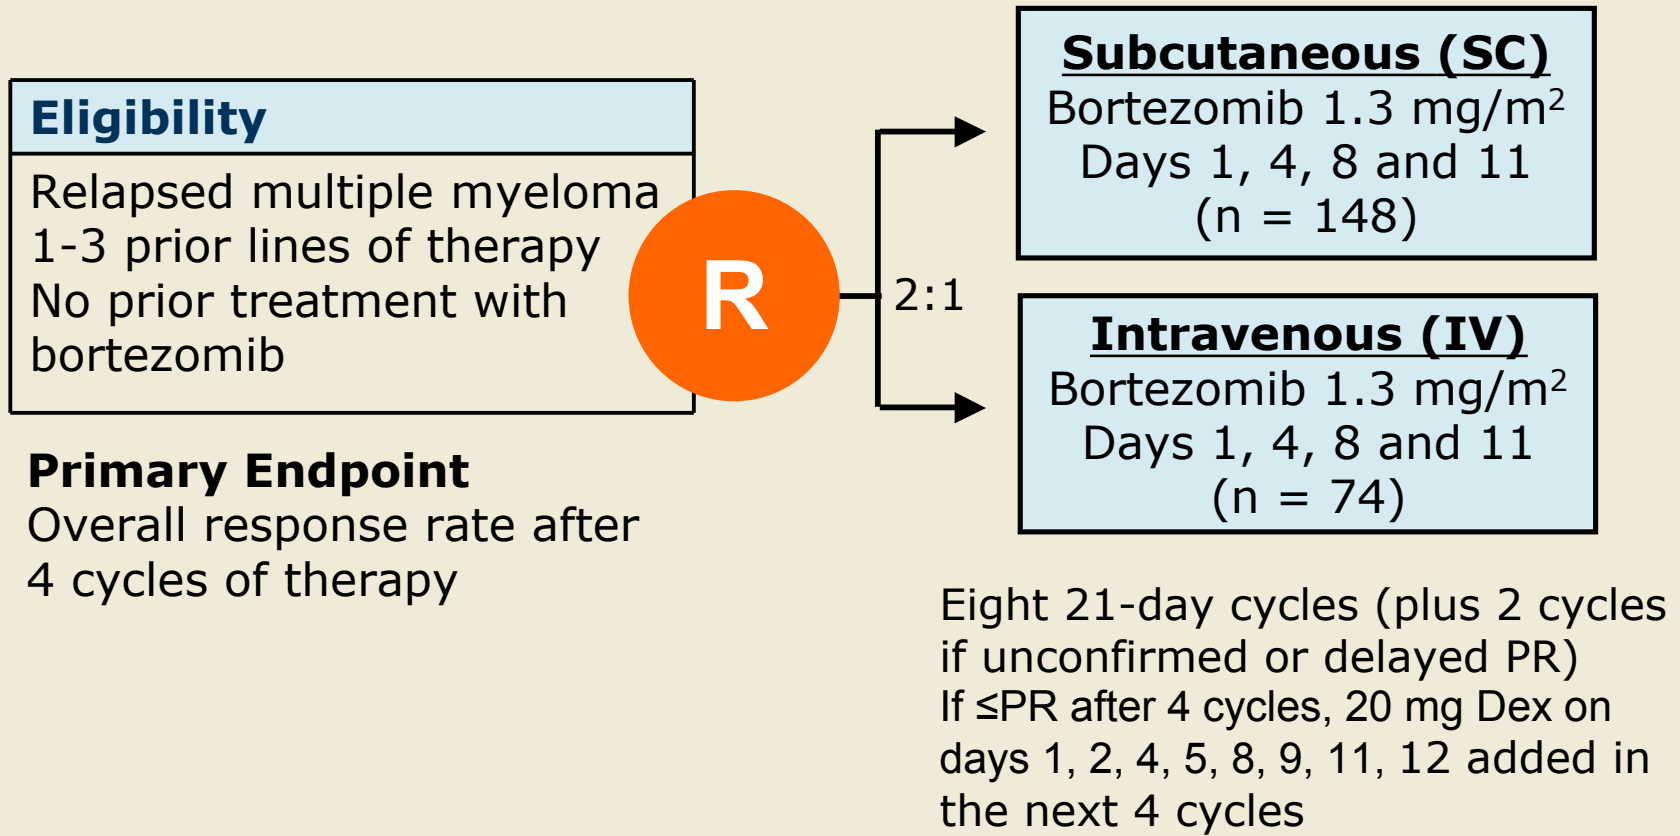 Eligibility
Relapsed multiple myeloma
1-3 prior lines of therapy
No prior treatment with
bortezomib
Primary Endpoint
Overall response rate after
4 cycles of therapy
R
2:1
Subcutaneous (SC)
Bortezomib 1.3 mg/m²
Days 1, 4, 8 and 11
(n = 148)
Intravenous (IV)
Bortezomib 1.3 mg/m²
Days 1, 4, 8 and 11
(n = 74)
Eight 21-day cycles (plus 2 cycles
if unconfirmed or delayed PR)
If ≤PR after 4 cycles, 20 mg Dex on
days 1, 2, 4, 5, 8, 9, 11, 12 added in
the next 4 cycles